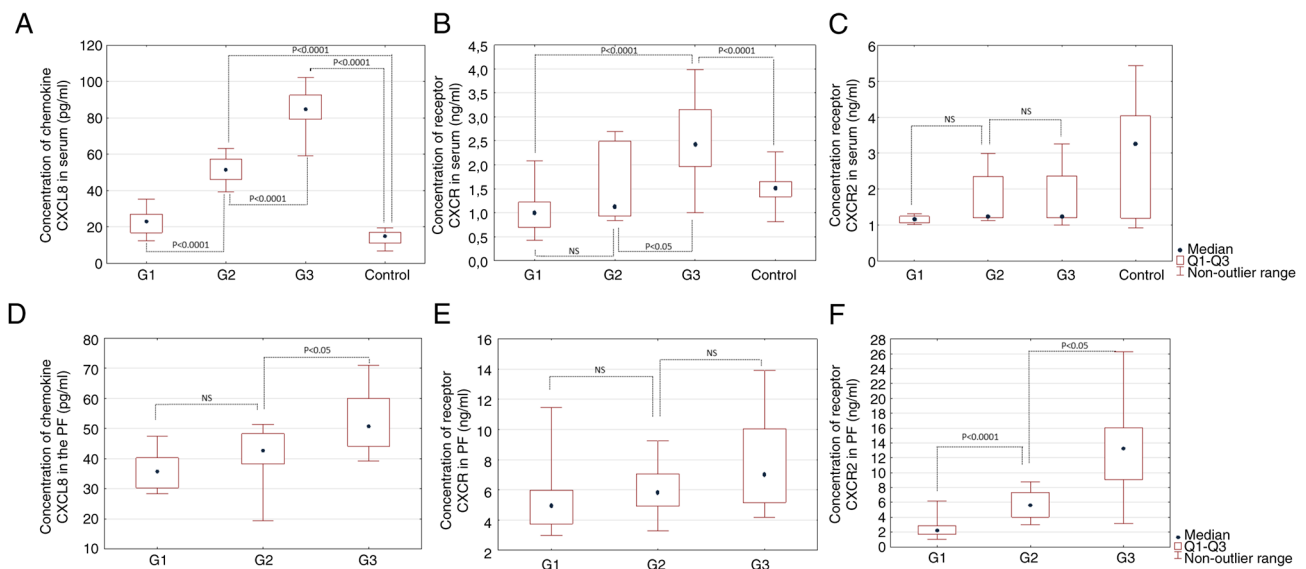 A
Concentration of chemokine
CXCL8 in serum (pg/ml)
120
100
80
60
40
20
0
P<0.0001
P<0.0001
P<0.0001
P<0.0001
G1 G2 G3 Control
B
Concentration of receptor
CXCR in serum (ng/ml)
4,5
4,0
3,5
3,0
2,5
2,0
1,5
1,0
0,5
0,0
P<0.0001
P<0.0001
NS
P<0.05
G1 G2 G3 Control
C
Concentration receptor
CXCR2 in serum (ng/ml)
6
5
4
3
2
1
0
NS
NS
G1 G2 G3 Control
Median
Q1-Q3
Non-outlier range
D
Concentration of chemokine
CXCL8 in the PF (pg/ml)
80
70
60
50
40
30
20
10
NS
P<0.05
G1 G2 G3
E
Concentration of receptor
CXCR in PF (ng/ml)
16
14
12
10
8
6
4
2
NS
NS
G1 G2 G3
F
Concentration of receptor
CXCR2 in PF (ng/ml)
28
26
24
22
20
18
16
14
12
10
8
6
4
2
0
P<0.0001
P<0.05
G1 G2 G3
Median
Q1-Q3
Non-outlier range